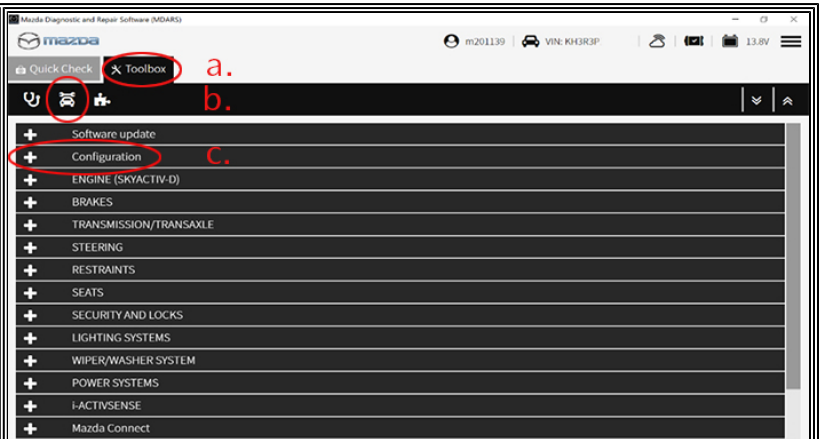 Mazda Diagnostic and Repair Software (MDARS)
mazda m201139 VIN: KH3R3P 13.8V
Quick Check Toolbox a.
b.
Software update
Configuration c.
ENGINE (SKYACTIV-D)
BRAKES
TRANSMISSION/TRANSAXLE
STEERING
RESTRAINTS
SEATS
SECURITY AND LOCKS
LIGHTING SYSTEMS
WIPER/WASHER SYSTEM
POWER SYSTEMS
i-ACTIVSENSE
Mazda Connect